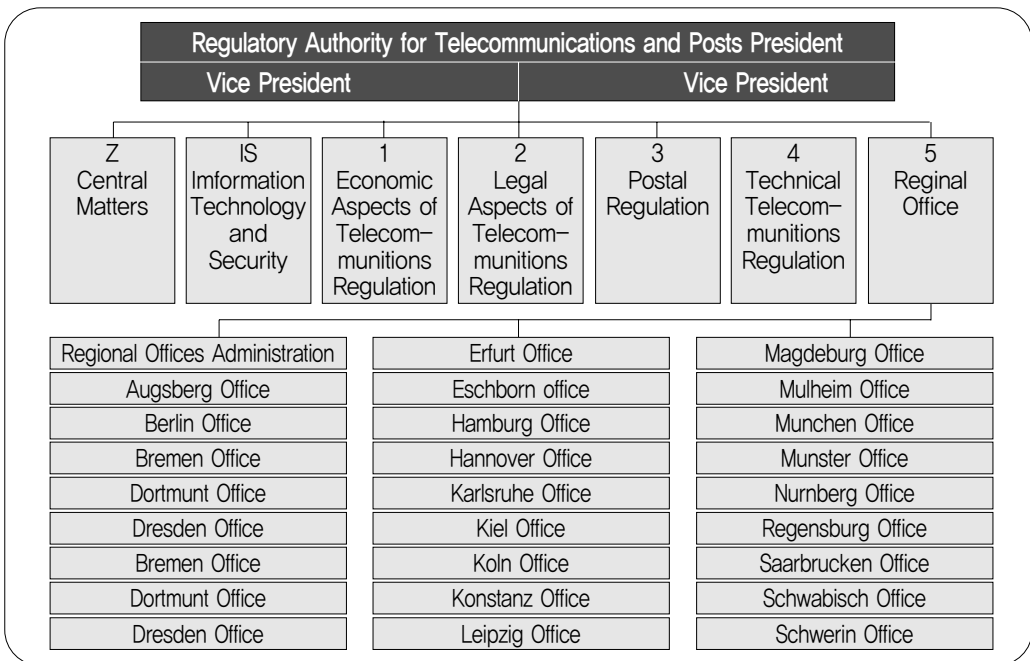 Regulatory Authority for Telecommunications and Posts President
Vice President
Vice President
Z
Central
Matters
IS
Imformation
Technology
and
Security
1
Economic
Aspects of
Telecom–
munitions
Regulation
2
Legal
Aspects of
Telecom–
munitions
Regulation
3
Postal
Regulation
4
Technical
Telecom–
munitions
Regulation
5
Reginal
Office
Regional Offices Administration
Augsberg Office
Berlin Office
Bremen Office
Dortmunt Office
Dresden Office
Bremen Office
Dortmunt Office
Dresden Office
Erfurt Office
Eschborn office
Hamburg Office
Hannover Office
Karlsruhe Office
Kiel Office
Koln Office
Konstanz Office
Leipzig Office
Magdeburg Office
Mulheim Office
Munchen Office
Munster Office
Nurnberg Office
Regensburg Office
Saarbrucken Office
Schwabisch Office
Schwerin Office